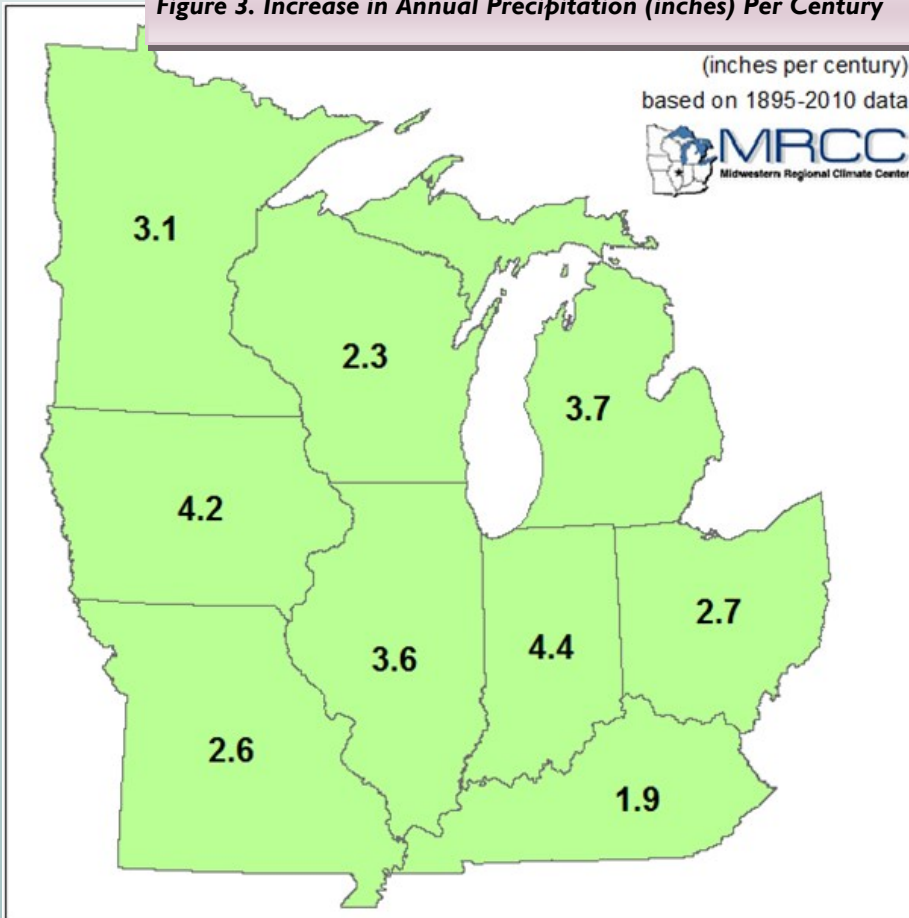 Figure 3. Increase in Annual Precipitation (inches) Per Century
(inches per century)
based on 1895-2010 data
MRCC
Midwestern Regional Climate Center
3.1
2.3
3.7
4.2
2.7
3.6
4.4
2.6
1.9